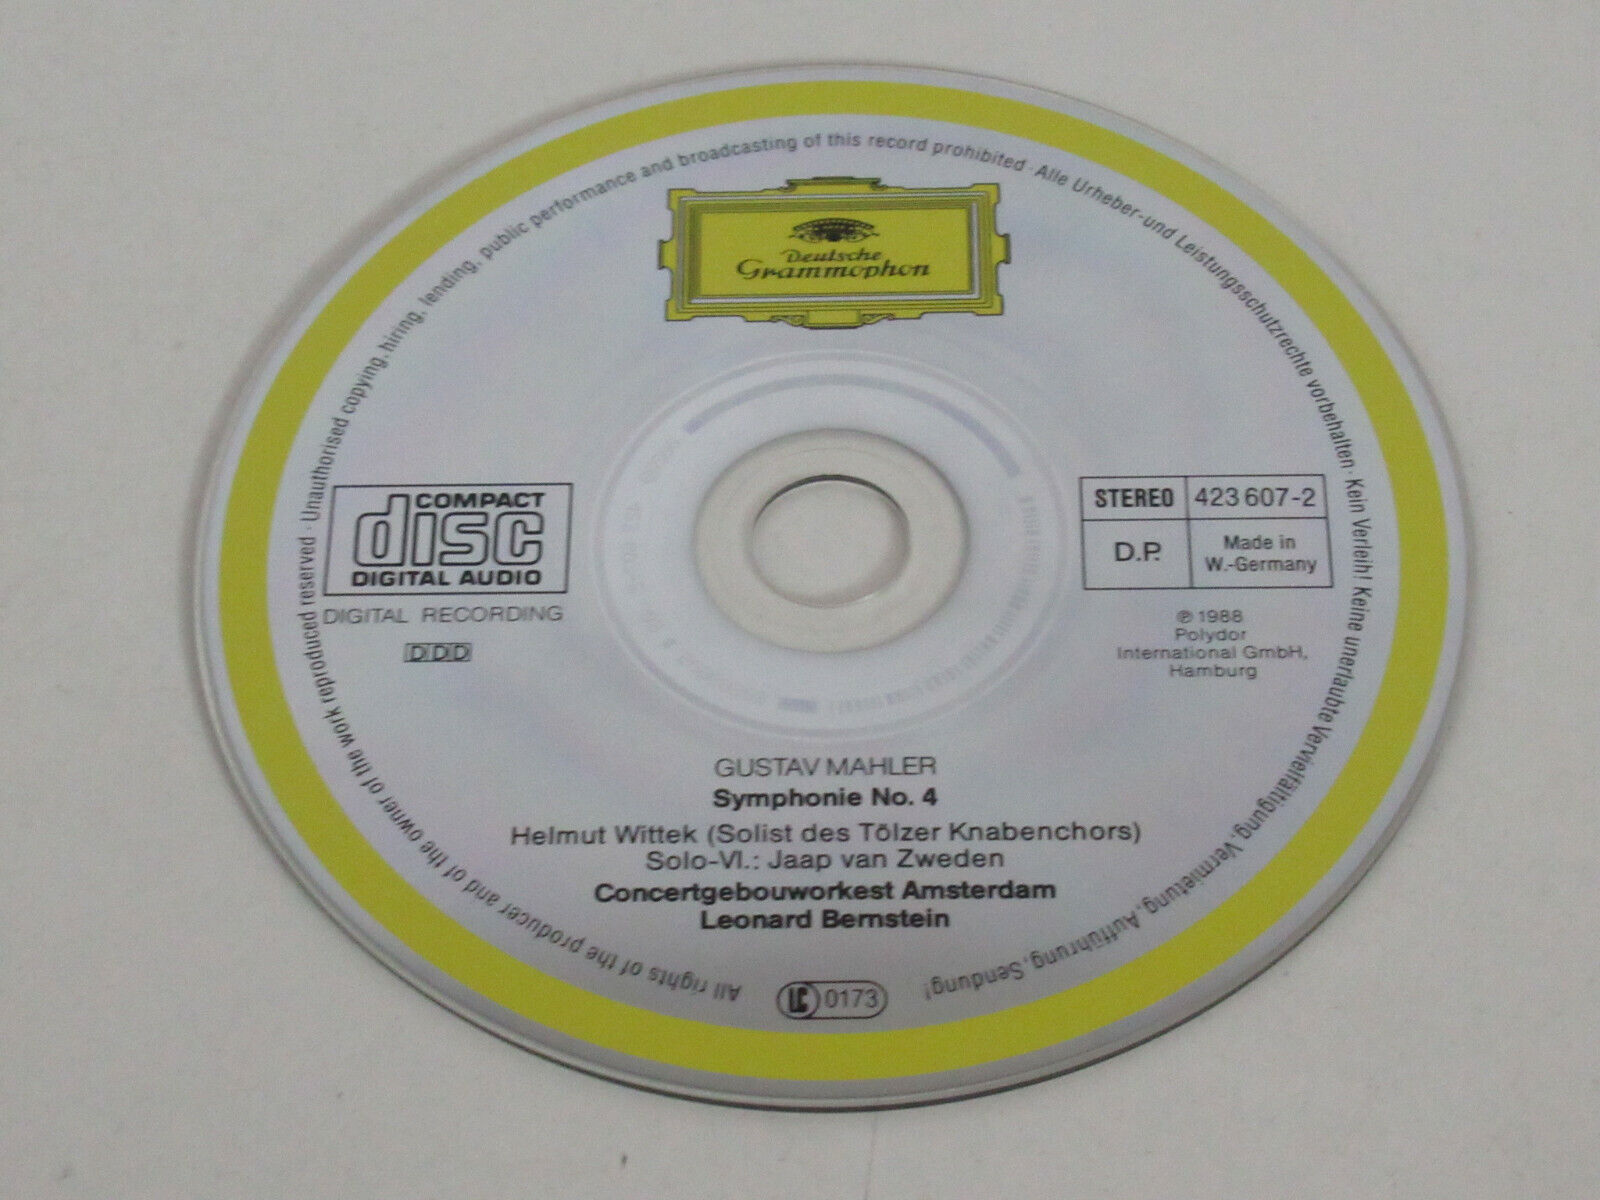 Deutsche
Grammophon
COMPACT
disc
DIGITAL AUDIO
DIGITAL RECORDING
DDD
STEREO 423 607-2
D.P. Made in
W.-Germany
℗ 1988
Polydor
International GmbH,
Hamburg
GUSTAV MAHLER
Symphonie No. 4
Helmut Wittek (Solist des Tölzer Knabenchors)
Solo-Vl.: Jaap van Zweden
Concertgebouworkest Amsterdam
Leonard Bernstein
LC 0173
All rights of the producer and of the owner of the work reproduced reserved · Unauthorised copying, hiring, lending, public performance and broadcasting of this record prohibited · Alle Urheber-und Leistungsschutzrechte vorbehalten · Kein Verleih! Keine unerlaubte Vervielfältigung, Vermietung, Aufführung, Sendung!